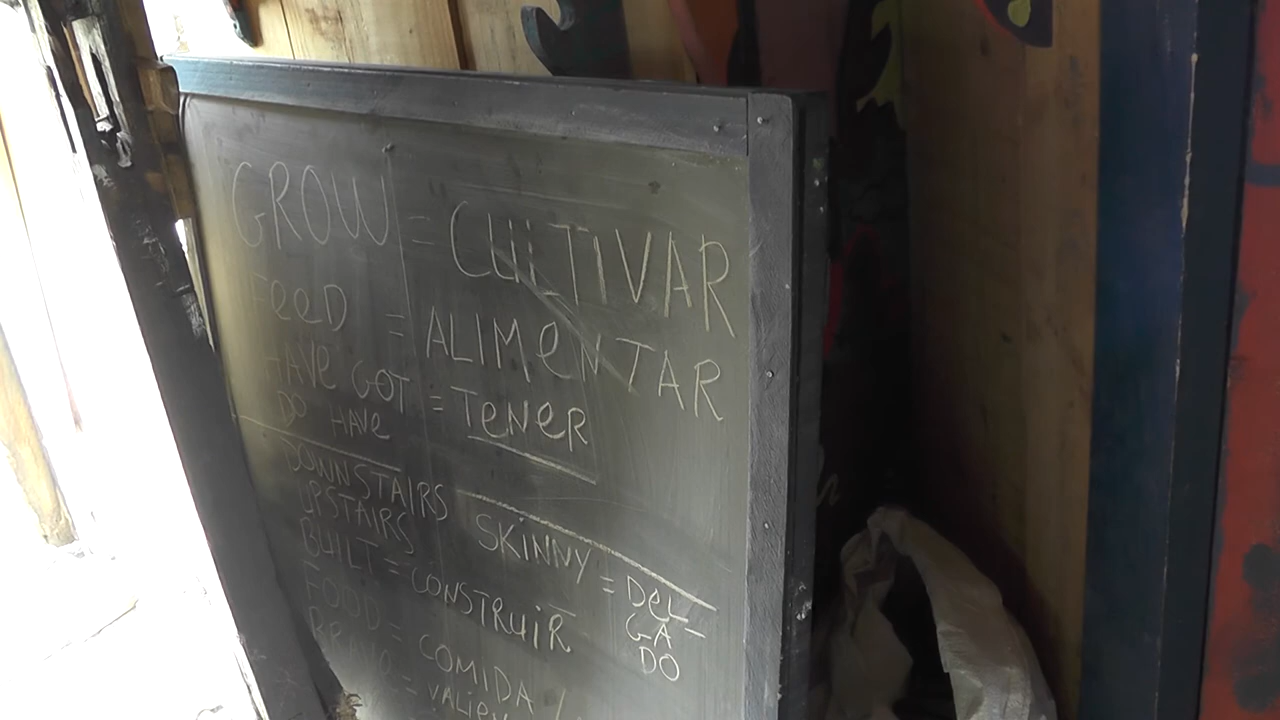 GROW = CULTIVAR
FeeD = ALIMeNTAR
HAVe GOT = TeNeR
DO HAVe
DOWNSTAIRS
UPSTAIRS
SKiNNY = DeL-
GA
DO
BUILT = CONSTRUiR
FOOD = COMIDA /
BRAVe =